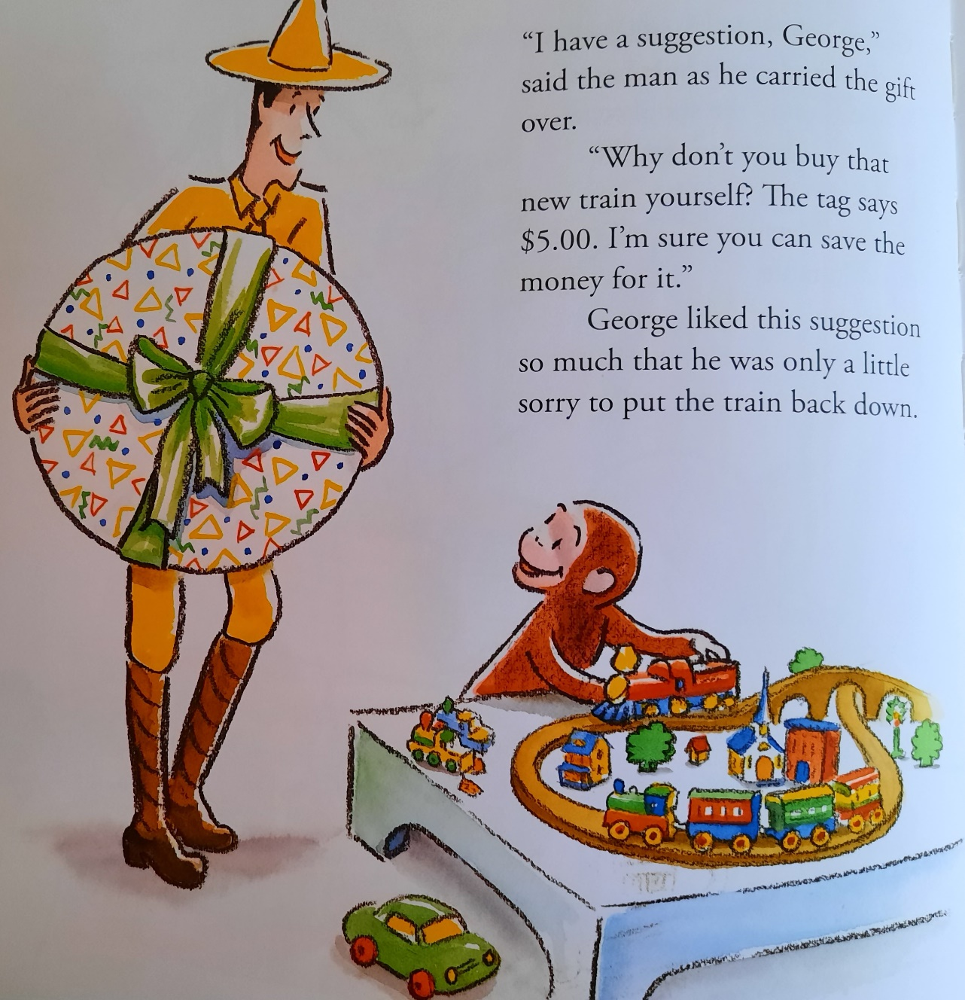 “I have a suggestion, George,”
said the man as he carried the gift
over.
“Why don’t you buy that
new train yourself? The tag says
$5.00. I’m sure you can save the
money for it.”
George liked this suggestion
so much that he was only a little
sorry to put the train back down.